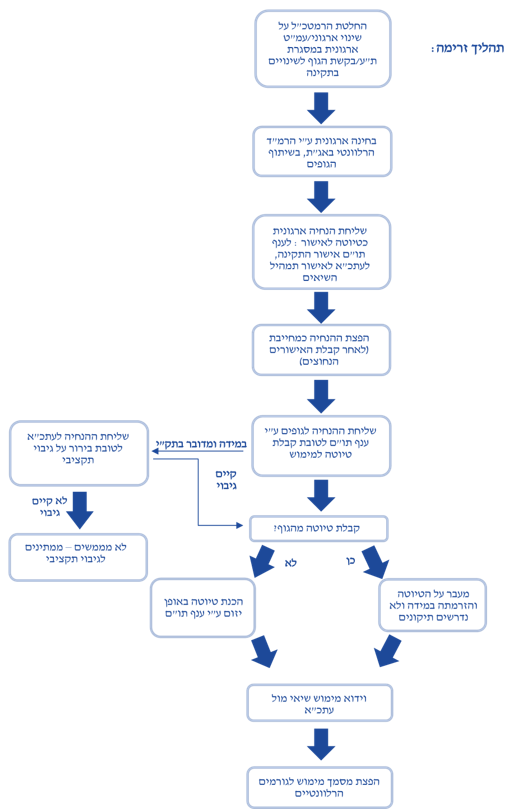 תהליך זרימה:
החלטת הרמטכ"ל על
שינוי ארגוני/עמ"ט
ארגונית במסגרת
ת"ע/בקשת הגוף לשינויים
בתקינה
בחינה ארגונית ע"י הרמ"ד
הרלוונטי באג"ת, בשיתוף
הגופים
שליחת הנחיה ארגונית
כטיוטה לאישור : לענף
תו"ם אישור התקינה,
לעתכ"א לאישור תמהיל
השיאים
הפצת ההנחיה כמחייבת
(לאחר קבלת האישורים
הנחוצים)
שליחת ההנחיה לגופים ע"י
ענף תו"ם לטובת קבלת
טיוטה למימוש
במידה ומדובר בתק"י
שליחת ההנחיה לעתכ"א
לטובת בירור על גיבוי
תקציבי
קיים
גיבוי
לא קיים
גיבוי
לא מממשים – ממתינים
לגיבוי תקציבי
קבלת טיוטה מהגוף?
כן
לא
מעבר על הטיוטה
והזרמתה במידה ולא
נדרשים תיקונים
הכנת טיוטה באופן
יזום ע"י ענף תו"ם
וידוא מימוש שיאי מול
עתכ"א
הפצת מסמך מימוש לגורמים
הרלוונטיים